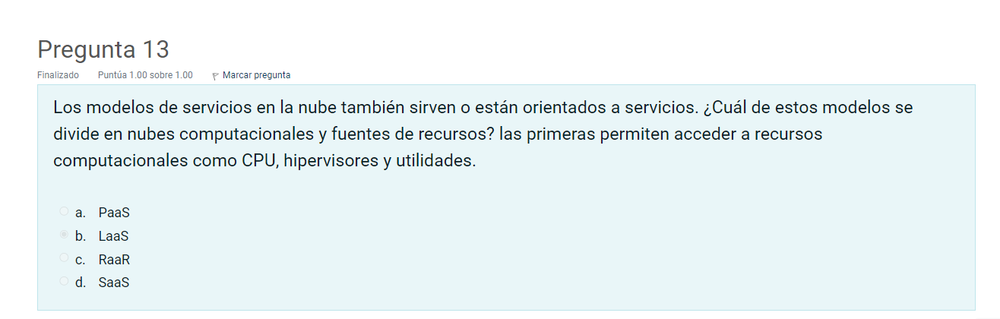 Pregunta 13
Finalizado Puntúa 1.00 sobre 1.00 Marcar pregunta
Los modelos de servicios en la nube también sirven o están orientados a servicios. ¿Cuál de estos modelos se
divide en nubes computacionales y fuentes de recursos? las primeras permiten acceder a recursos
computacionales como CPU, hipervisores y utilidades.
a. PaaS
b. LaaS
c. RaaR
d. SaaS